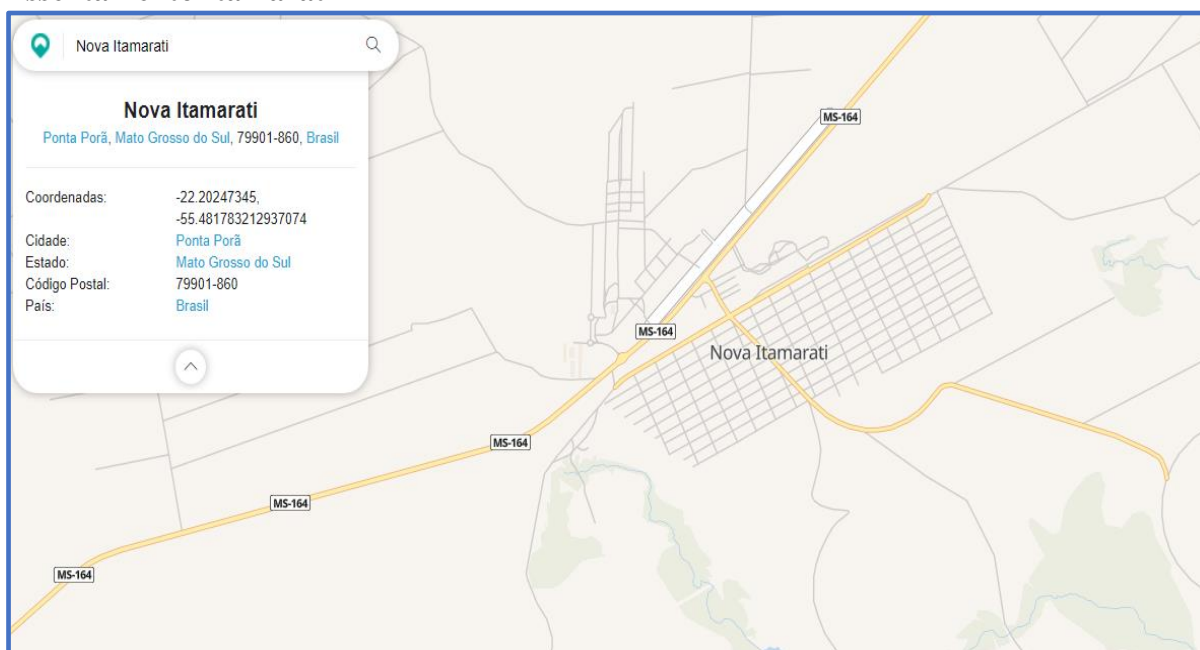 Nova Itamarati
Nova Itamarati
Ponta Porã, Mato Grosso do Sul, 79901-860, Brasil
Coordenadas: -22.20247345,
-55.481783212937074
Cidade: Ponta Porã
Estado: Mato Grosso do Sul
Código Postal: 79901-860
País: Brasil
MS-164
MS-164
Nova Itamarati
MS-164
MS-164
MS-164